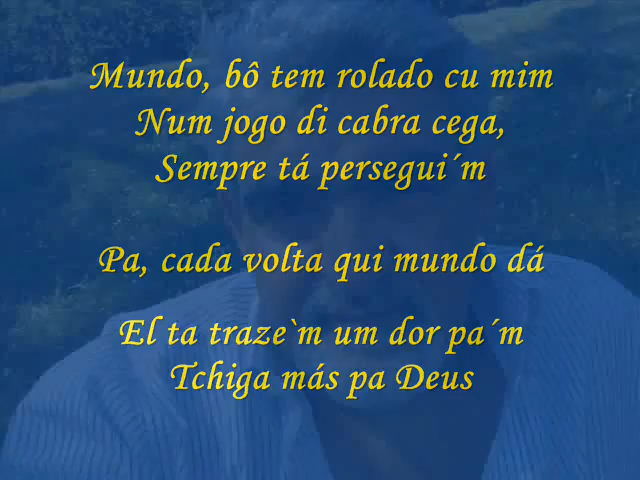 Mundo, bô tem rolado cu mim
Num jogo di cabra cega,
Sempre tá persegui´m
Pa, cada volta qui mundo dá
El ta traze`m um dor pa´m
Tchiga más pa Deus